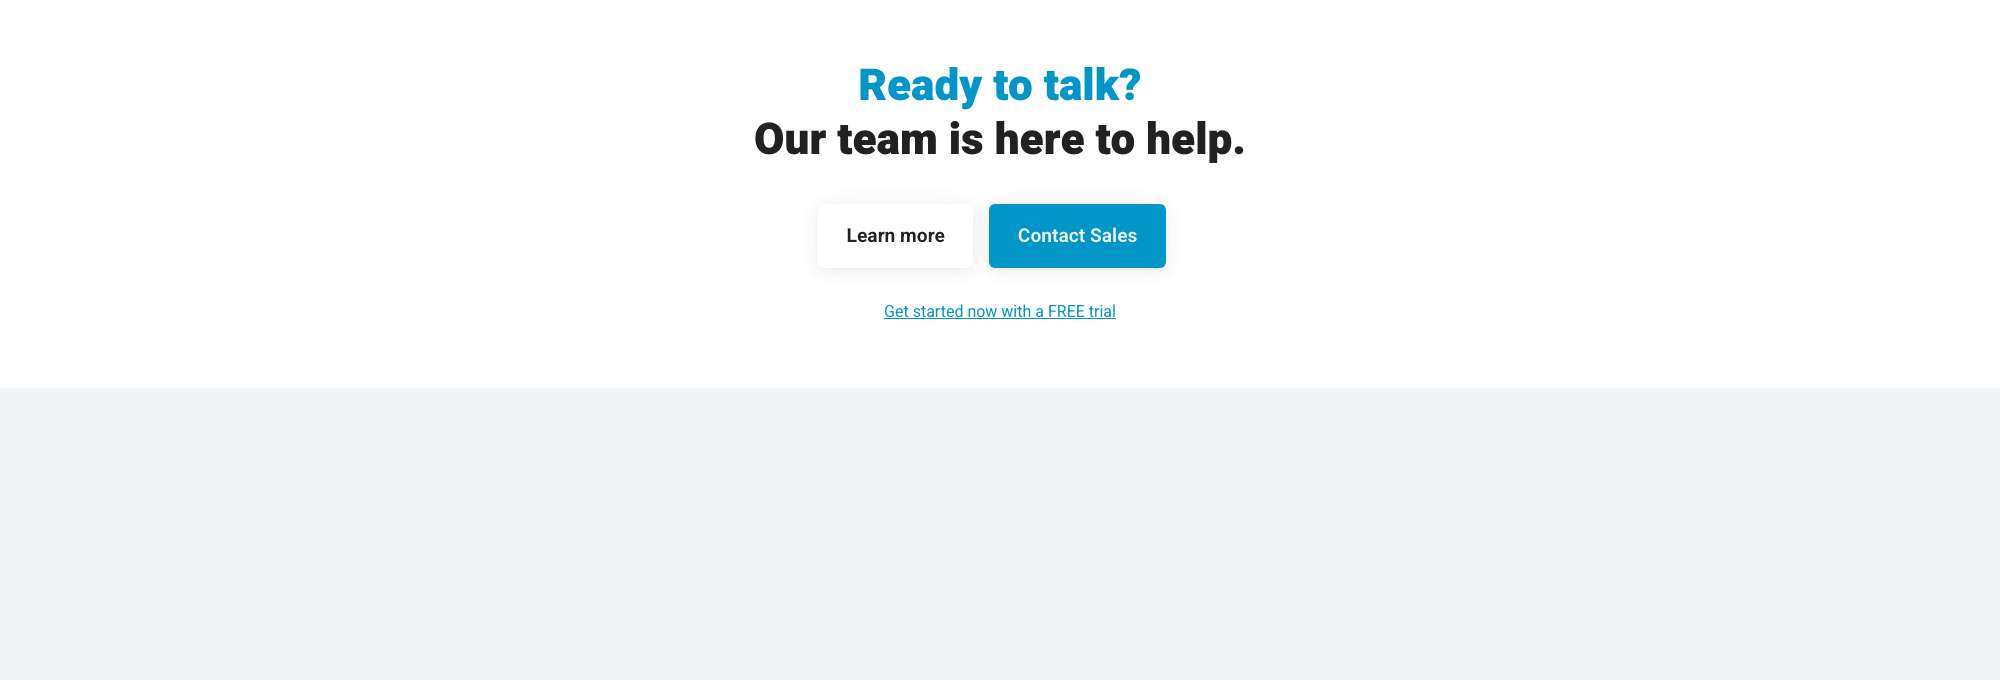 Ready to talk?
Our team is here to help.
Learn more
Contact Sales
Get started now with a FREE trial